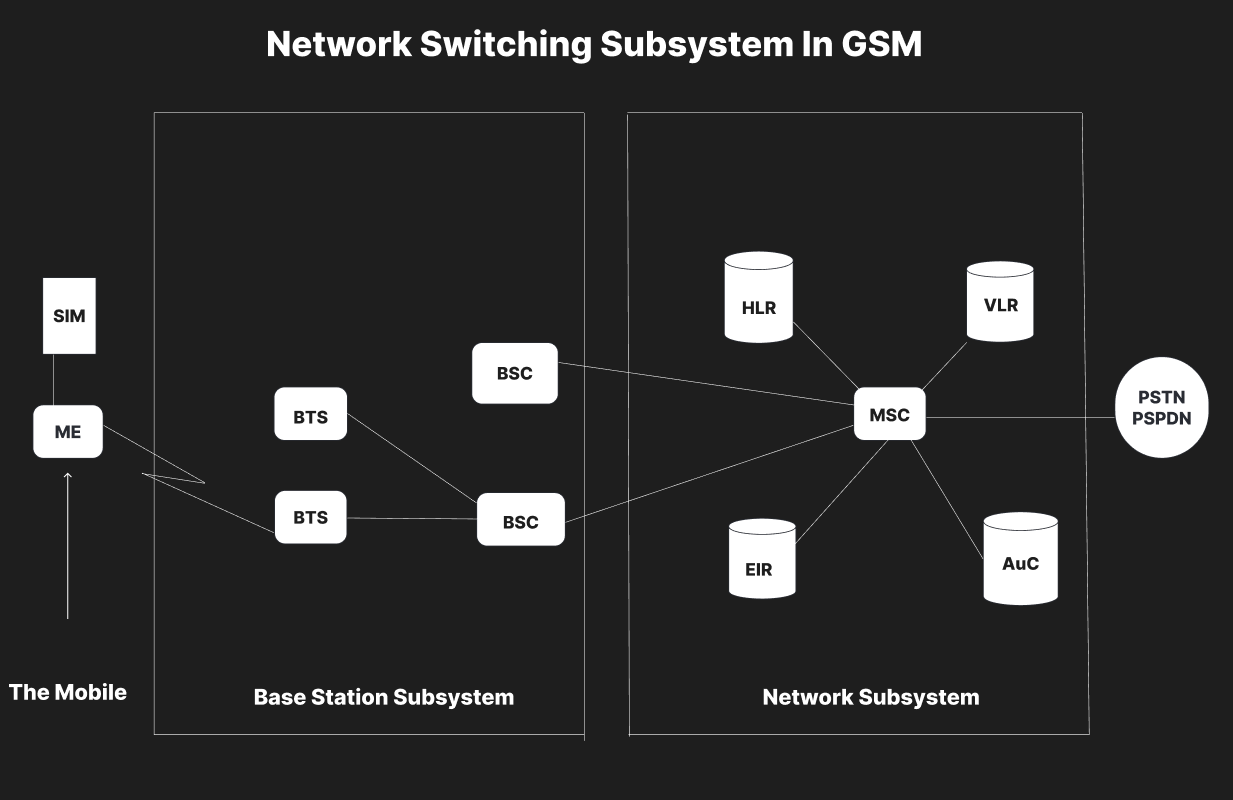 Network Switching Subsystem In GSM
SIM
ME
The Mobile
BTS
BTS
BSC
BSC
Base Station Subsystem
HLR
VLR
MSC
EIR
AuC
Network Subsystem
PSTN
PSPDN